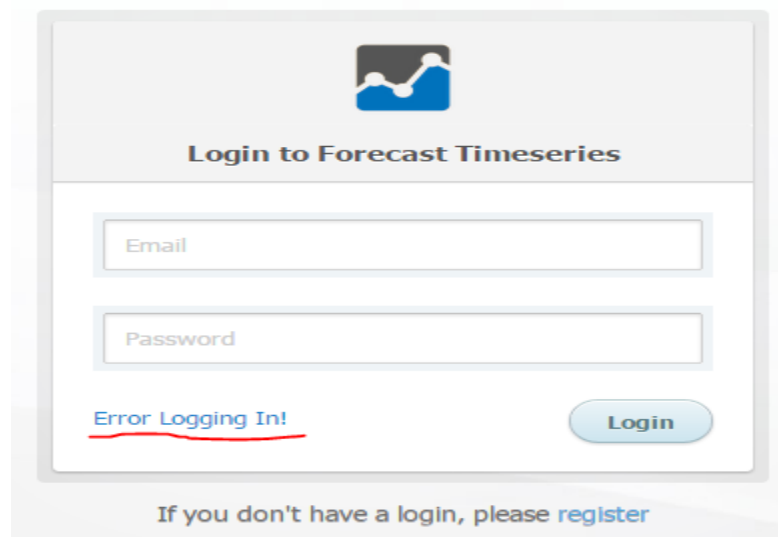 Login to Forecast Timeseries
Email
Password
Error Logging In!
Login
If you don't have a login, please register